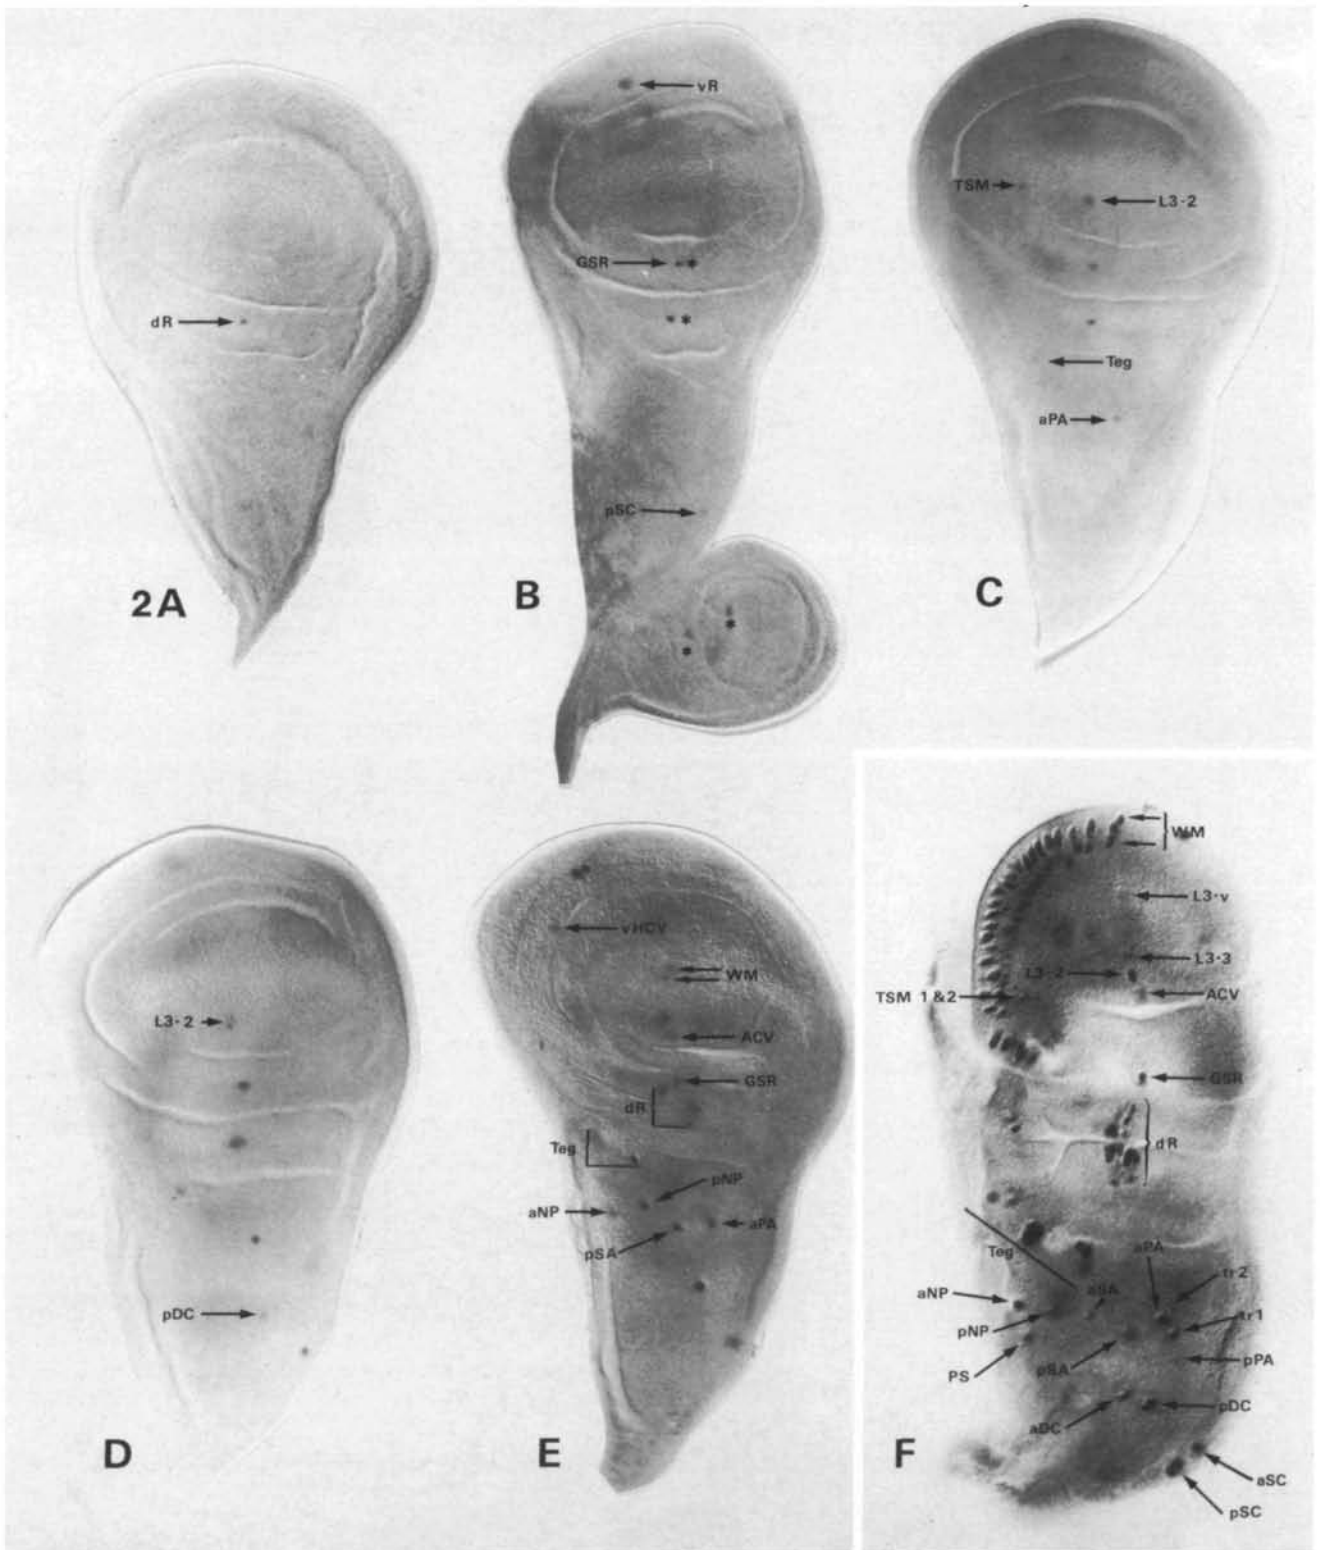 vR
GSR
*
*
pSC
*
*
dR
2A
B
TSM
L3-2
Teg
aPA
C
L3-2
pDC
D
vHCV
WM
ACV
GSR
dR
Teg
pNP
aNP
aPA
pSA
E
WM
L3-v
L3-3
L3-2
TSM 1&2
ACV
GSR
dR
Teg
aPA
tr2
aNP
aSA
tr1
pNP
pSA
pPA
PS
pDC
aDC
F
aSC
pSC